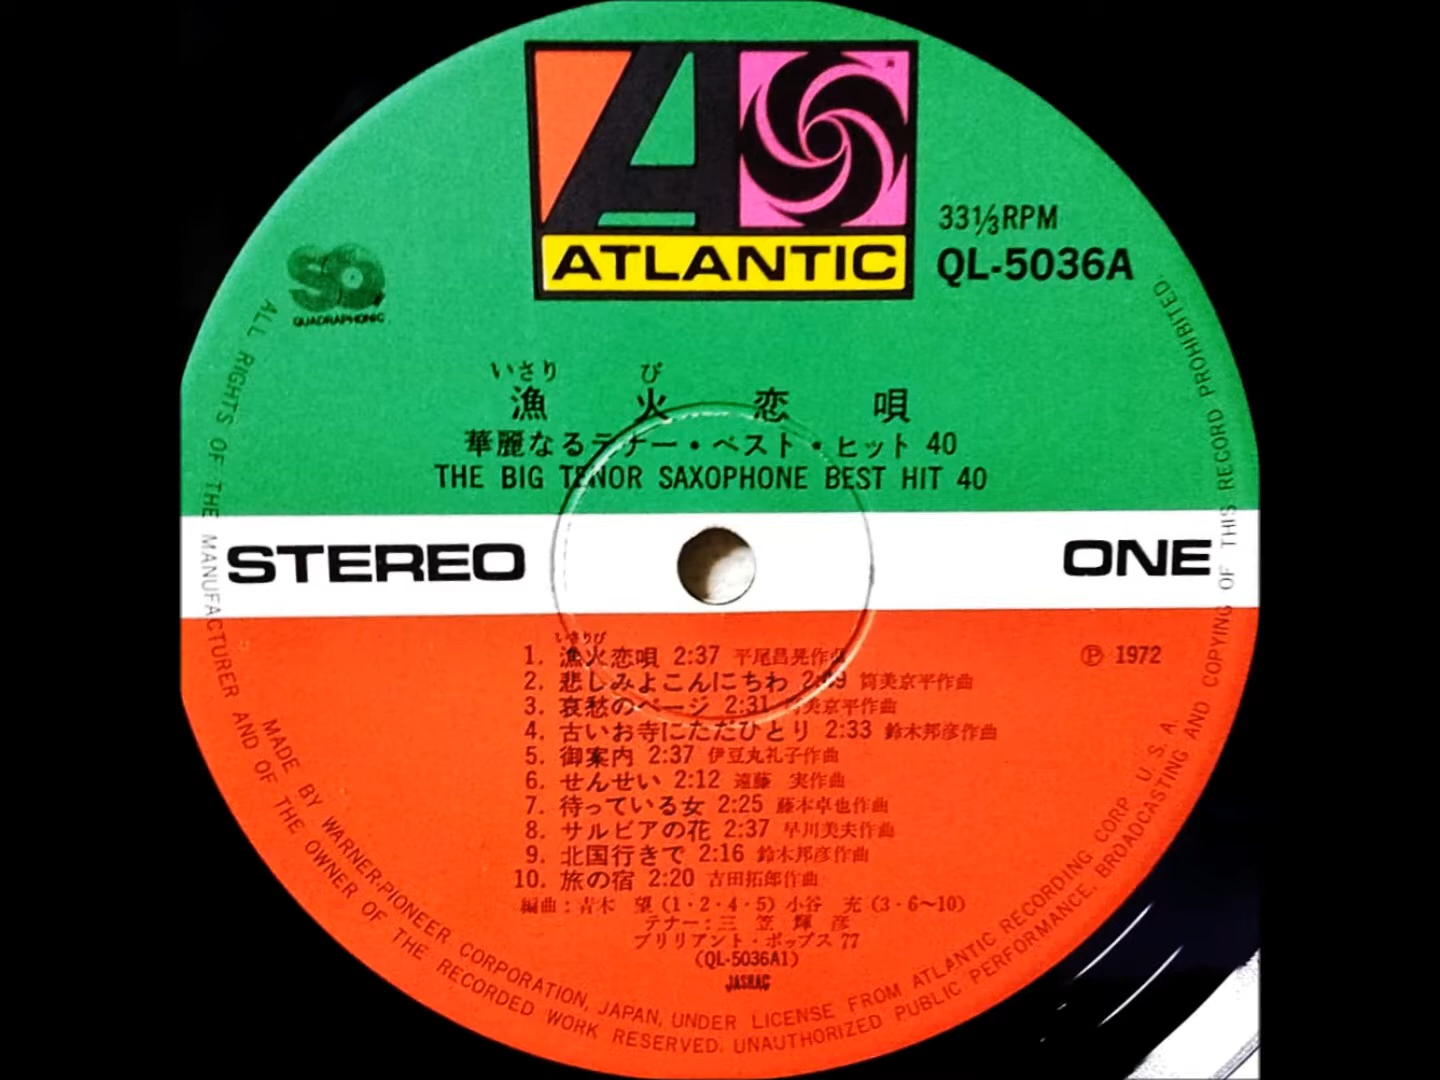 ATLANTIC
33⅓RPM
QL-5036A
SQ
QUADRAPHONIC
いさり び
漁 火 恋 唄
華麗なるテナー・ベスト・ヒット 40
THE BIG TENOR SAXOPHONE BEST HIT 40
STEREO
ONE
いさりび
1. 漁火恋唄 2:37 平尾昌晃作曲
Ⓟ 1972
2. 悲しみよこんにちわ 筒美京平作曲
3. 哀愁のページ 2:31 筒美京平作曲
4. 古いお寺にただひとり 2:33 鈴木邦彦作曲
5. 御案内 2:37 伊豆丸礼子作曲
6. せんせい 2:12 遠藤 実作曲
7. 待っている女 2:25 藤本卓也作曲
8. サルビアの花 2:37 早川義夫作曲
9. 北国行きで 2:16 鈴木邦彦作曲
10. 旅の宿 2:20 吉田拓郎作曲
編曲：青木 望（1・2・4・5）小谷 充（3・6〜10）
テナー：三 笠 輝 彦
ブリリアント・ポップス 77
(QL-5036A1)
JASRAC
MADE BY WARNER-PIONEER CORPORATION, JAPAN, UNDER LICENSE FROM ATLANTIC RECORDING CORP. U. S. A.
ALL RIGHTS OF THE MANUFACTURER AND OF THE OWNER OF THE RECORDED WORK RESERVED. UNAUTHORIZED PUBLIC PERFORMANCE, BROADCASTING AND COPYING OF THIS RECORD PROHIBITED.